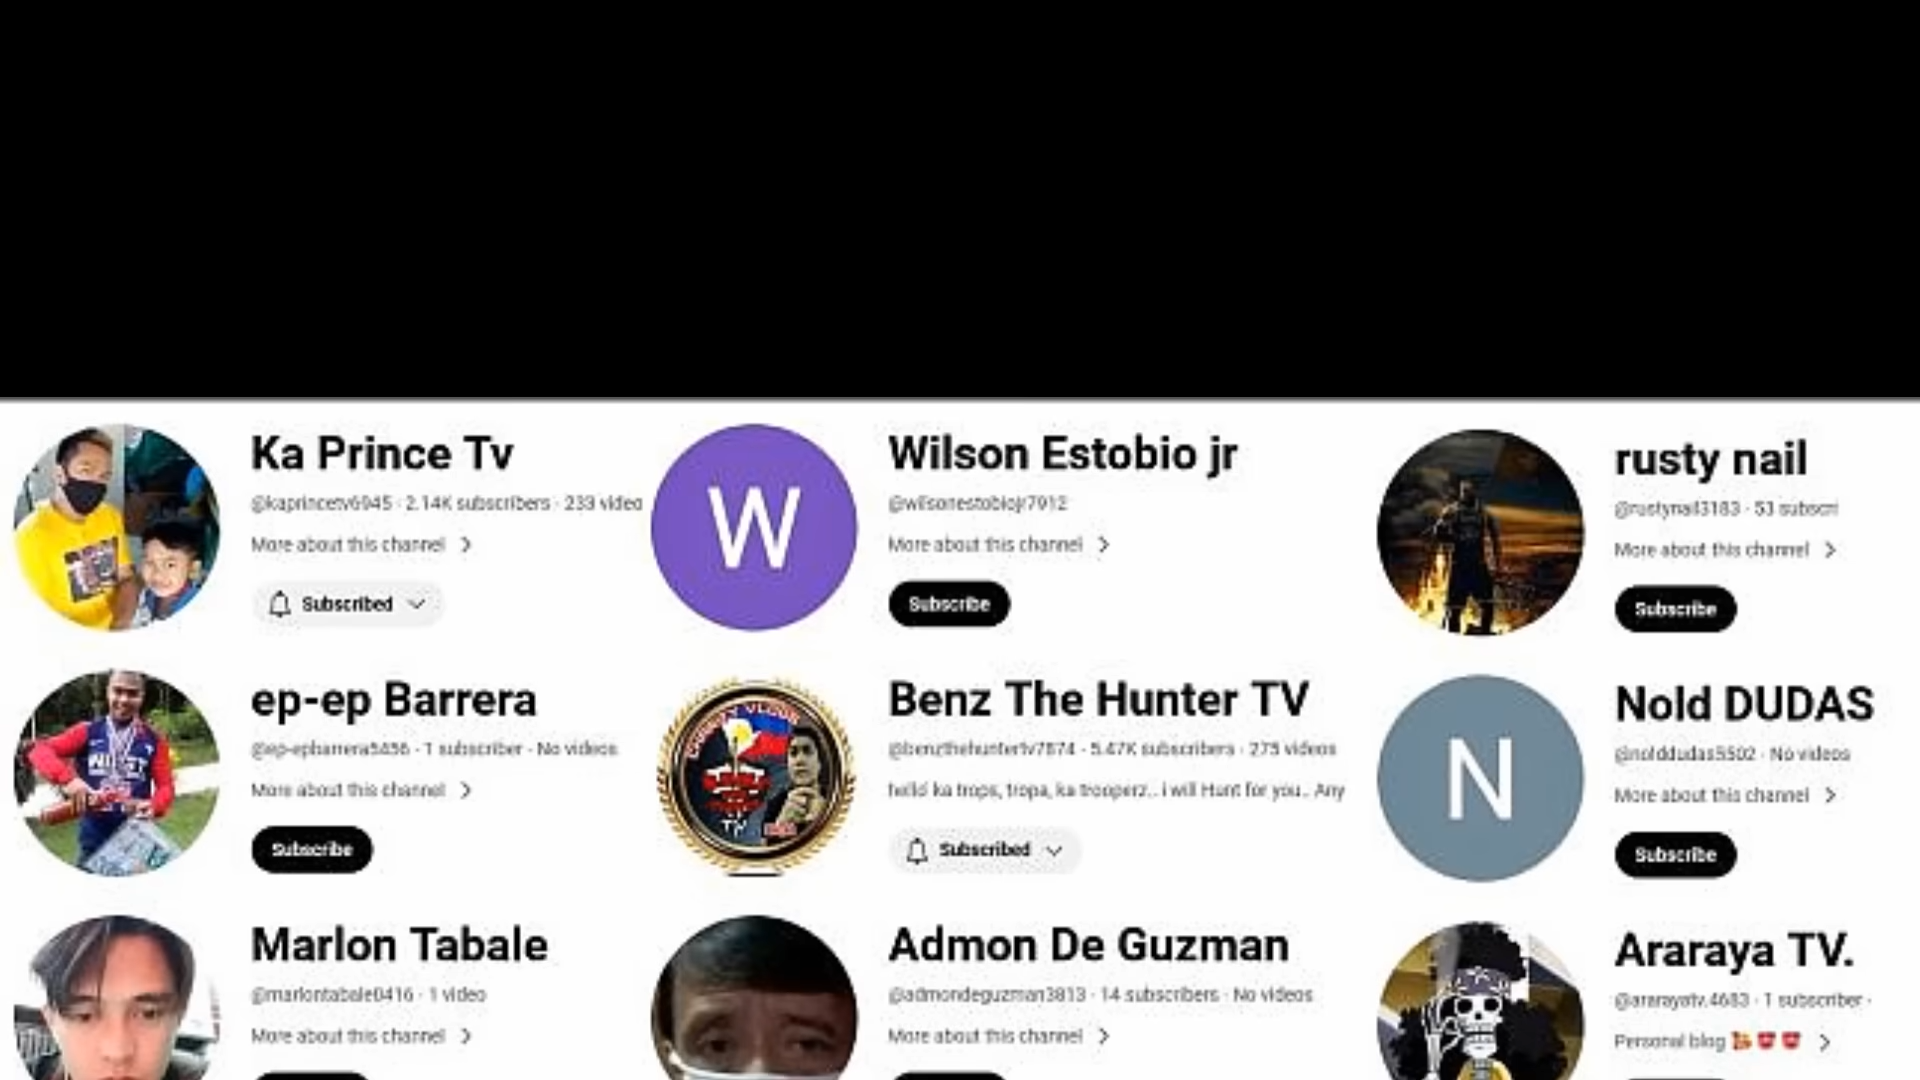 Ka Prince Tv
@kaprincetv6945 · 2.14K subscribers · 233 video
More about this channel
Subscribed
W
Wilson Estobio jr
@wilsonestobiojr7912
More about this channel
Subscribe
rusty nail
@rustynail3183 · 53 subscri
More about this channel
Subscribe
ep-ep Barrera
@ep-epbarrera5456 · 1 subscriber · No videos
More about this channel
Subscribe
Benz The Hunter TV
@benzthehuntertv7874 · 5.47K subscribers · 275 videos
hello ka trops, tropa, ka trooperz.. i will Hunt for you.. Any
Subscribed
N
Nold DUDAS
@nolddudas5502 · No videos
More about this channel
Subscribe
Marlon Tabale
@marlontabale0416 · 1 video
More about this channel
Admon De Guzman
@admondeguzman3813 · 14 subscribers · No videos
More about this channel
Araraya TV.
@ararayatv.4683 · 1 subscriber ·
Personal blog